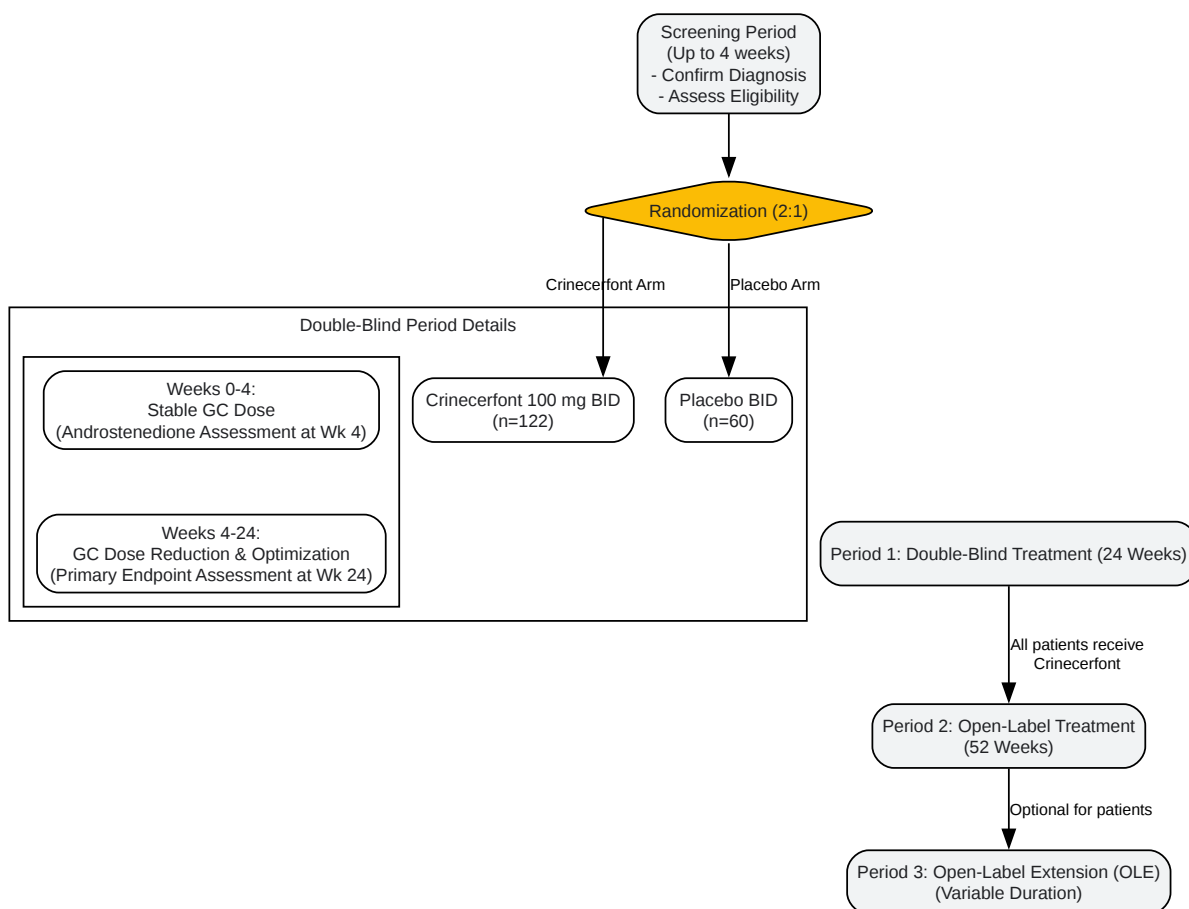 Screening Period
(Up to 4 weeks)
- Confirm Diagnosis
- Assess Eligibility
Randomization (2:1)
Crinecerfont Arm
Placebo Arm
Double-Blind Period Details
Weeks 0-4:
Stable GC Dose
(Androstenedione Assessment at Wk 4)
Crinecerfont 100 mg BID
(n=122)
Placebo BID
(n=60)
Weeks 4-24:
GC Dose Reduction & Optimization
(Primary Endpoint Assessment at Wk 24)
Period 1: Double-Blind Treatment (24 Weeks)
All patients receive
Crinecerfont
Period 2: Open-Label Treatment
(52 Weeks)
Optional for patients
Period 3: Open-Label Extension (OLE)
(Variable Duration)